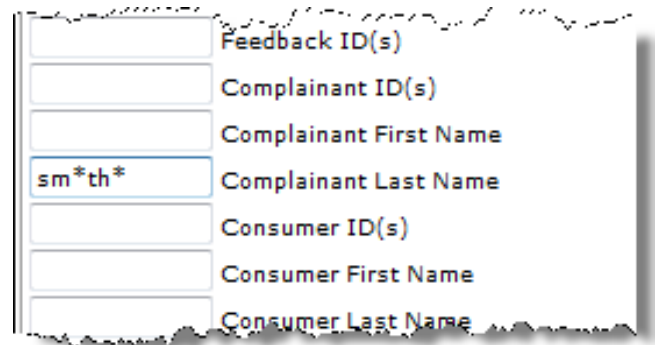 Feedback ID(s)
Complainant ID(s)
Complainant First Name
sm*th* Complainant Last Name
Consumer ID(s)
Consumer First Name
Consumer Last Name